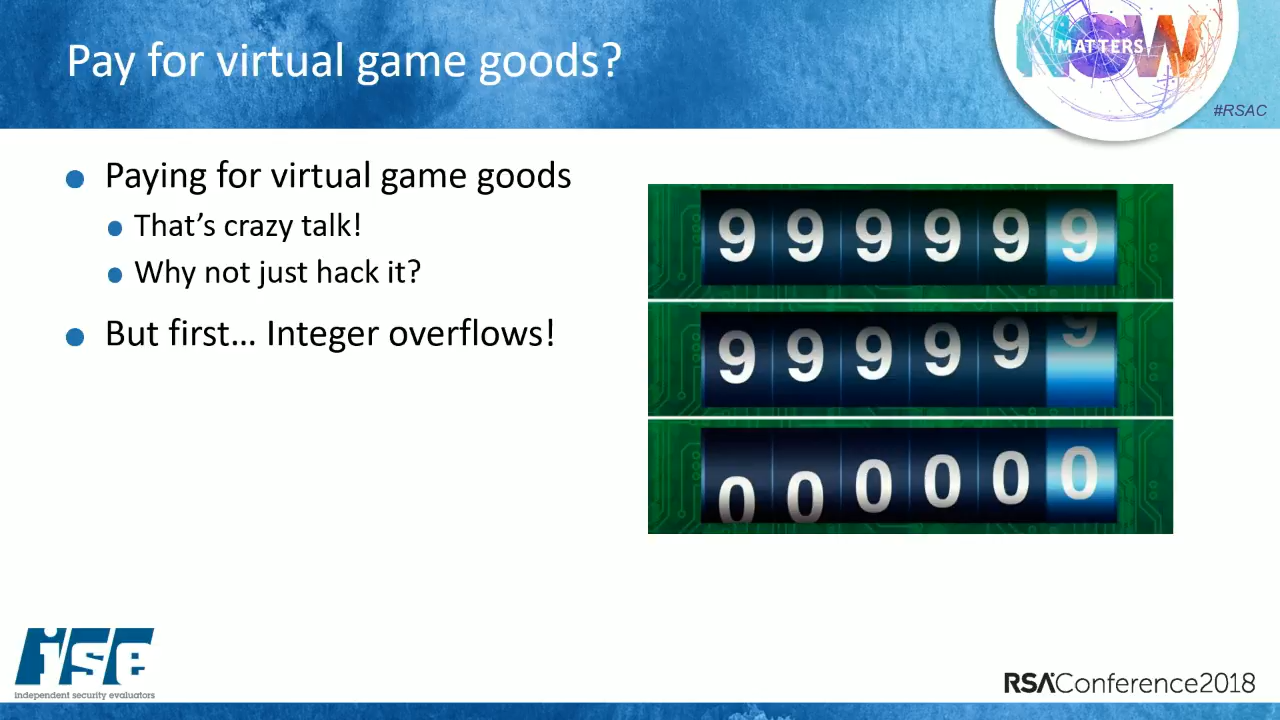 Pay for virtual game goods?
NOW
MATTERS
#RSAC
Paying for virtual game goods
That's crazy talk!
Why not just hack it?
But first… Integer overflows!
999999
999999
000000
ise
independent security evaluators
RSAConference2018